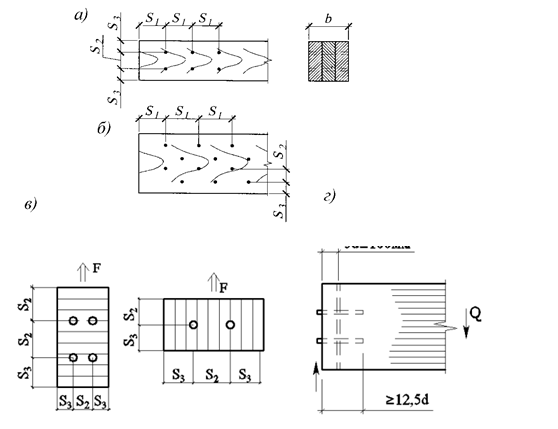 а)
S1 S1 S1
b
S3
S2
S3
б)
S1 S1 S1
S2
S3
в)
г)
F
S2
S2
S3
S3 S2 S3
F
S2
S3
S3 S2 S3
Q
≥12,5d